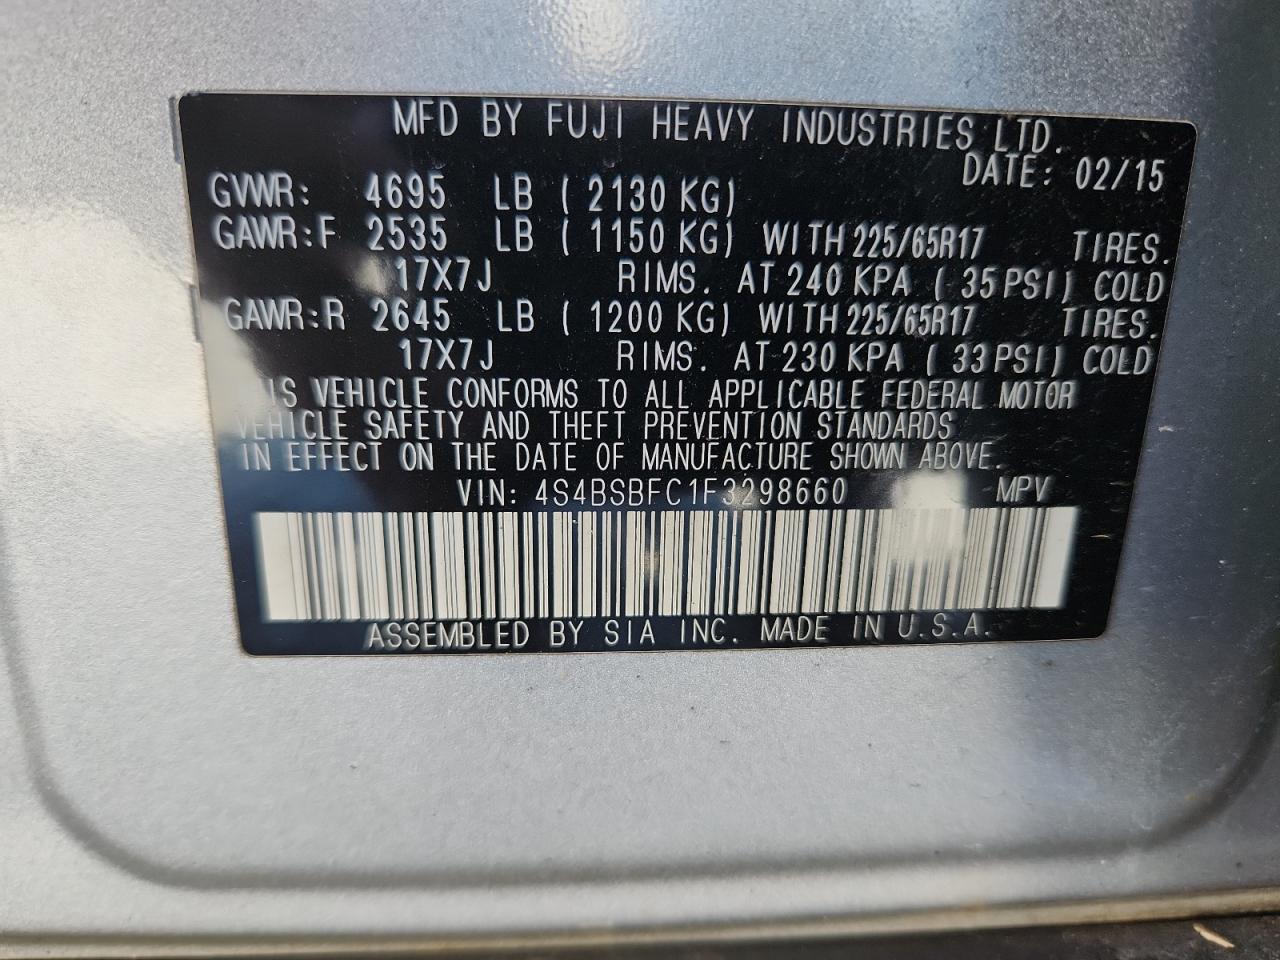 MFD BY FUJI HEAVY INDUSTRIES LTD.
DATE: 02/15
GVWR: 4695 LB ( 2130 KG)
GAWR:F 2535 LB ( 1150 KG) WITH 225/65R17 TIRES.
17X7J RIMS. AT 240 KPA ( 35 PSI) COLD
GAWR:R 2645 LB ( 1200 KG) WITH 225/65R17 TIRES.
17X7J RIMS. AT 230 KPA ( 33 PSI) COLD
THIS VEHICLE CONFORMS TO ALL APPLICABLE FEDERAL MOTOR
VEHICLE SAFETY AND THEFT PREVENTION STANDARDS
IN EFFECT ON THE DATE OF MANUFACTURE SHOWN ABOVE.
VIN: 4S4BSBFC1F3298660 MPV
ASSEMBLED BY SIA INC. MADE IN U.S.A.